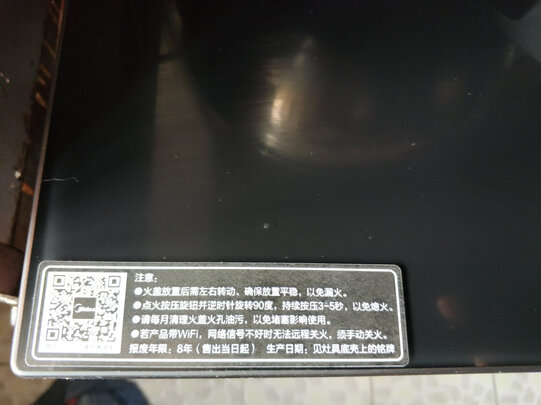 注意：
●火盖放置后需左右转动、确保放置平稳，以免漏火。
●点火按压旋钮并逆时针旋转90度，持续按压3-5秒，以免熄火。
●请每月清理火盖火孔油污，以免堵塞影响使用。
●若产品带WiFi，网络信号不好时无法远程关火，须手动关火。
报废年限：8年（售出当日起） 生产日期：见灶具底壳上的铭牌
Midea